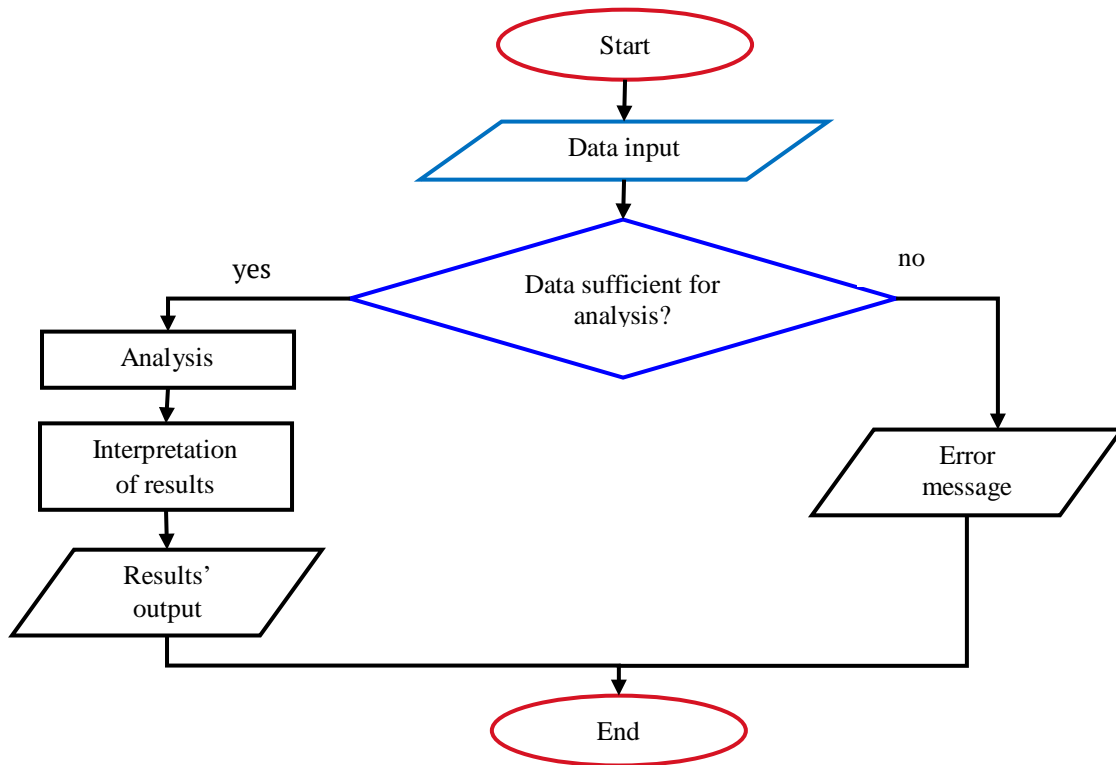 Start
Data input
Data sufficient for
analysis?
yes
no
Analysis
Interpretation
of results
Results’
output
Error
message
End